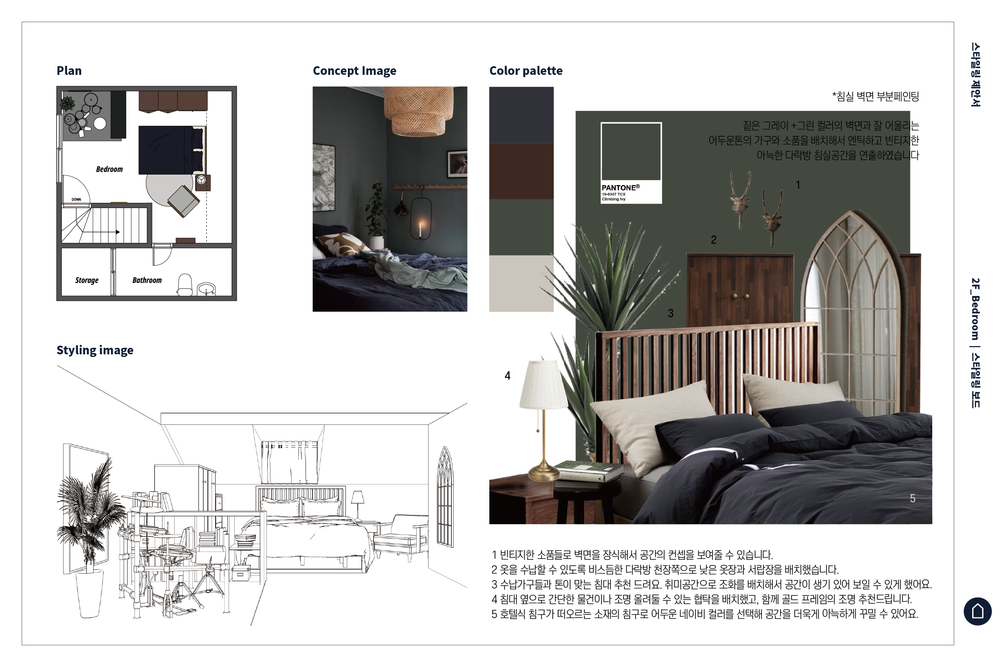 Plan
Concept Image
Color palette
*침실 벽면 부분페인팅
짙은 그레이 +그린 컬러의 벽면과 잘 어울리는
어두운톤의 가구와 소품을 배치해서 엔틱하고 빈티지한
아늑한 다락방 침실공간을 연출하였습니다
PANTONE®
19-6007 TCX
Climbing Ivy
1
2
3
4
5
Bedroom
DOWN
Storage
Bathroom
Styling image
1 빈티지한 소품들로 벽면을 장식해서 공간의 컨셉을 보여줄 수 있습니다.
2 옷을 수납할 수 있도록 비스듬한 다락방 천장쪽으로 낮은 옷장과 서랍장을 배치했습니다.
3 수납가구들과 톤이 맞는 침대 추천 드려요. 취미공간으로 조화를 배치해서 공간이 생기 있어 보일 수 있게 했어요.
4 침대 옆으로 간단한 물건이나 조명 올려둘 수 있는 협탁을 배치했고, 함께 골드 프레임의 조명 추천드립니다.
5 호텔식 침구가 떠오르는 소재의 침구로 어두운 네이비 컬러를 선택해 공간을 더욱게 아늑하게 꾸밀 수 있어요.
스타일링 제안서
2F_Bedroom | 스타일링 보드